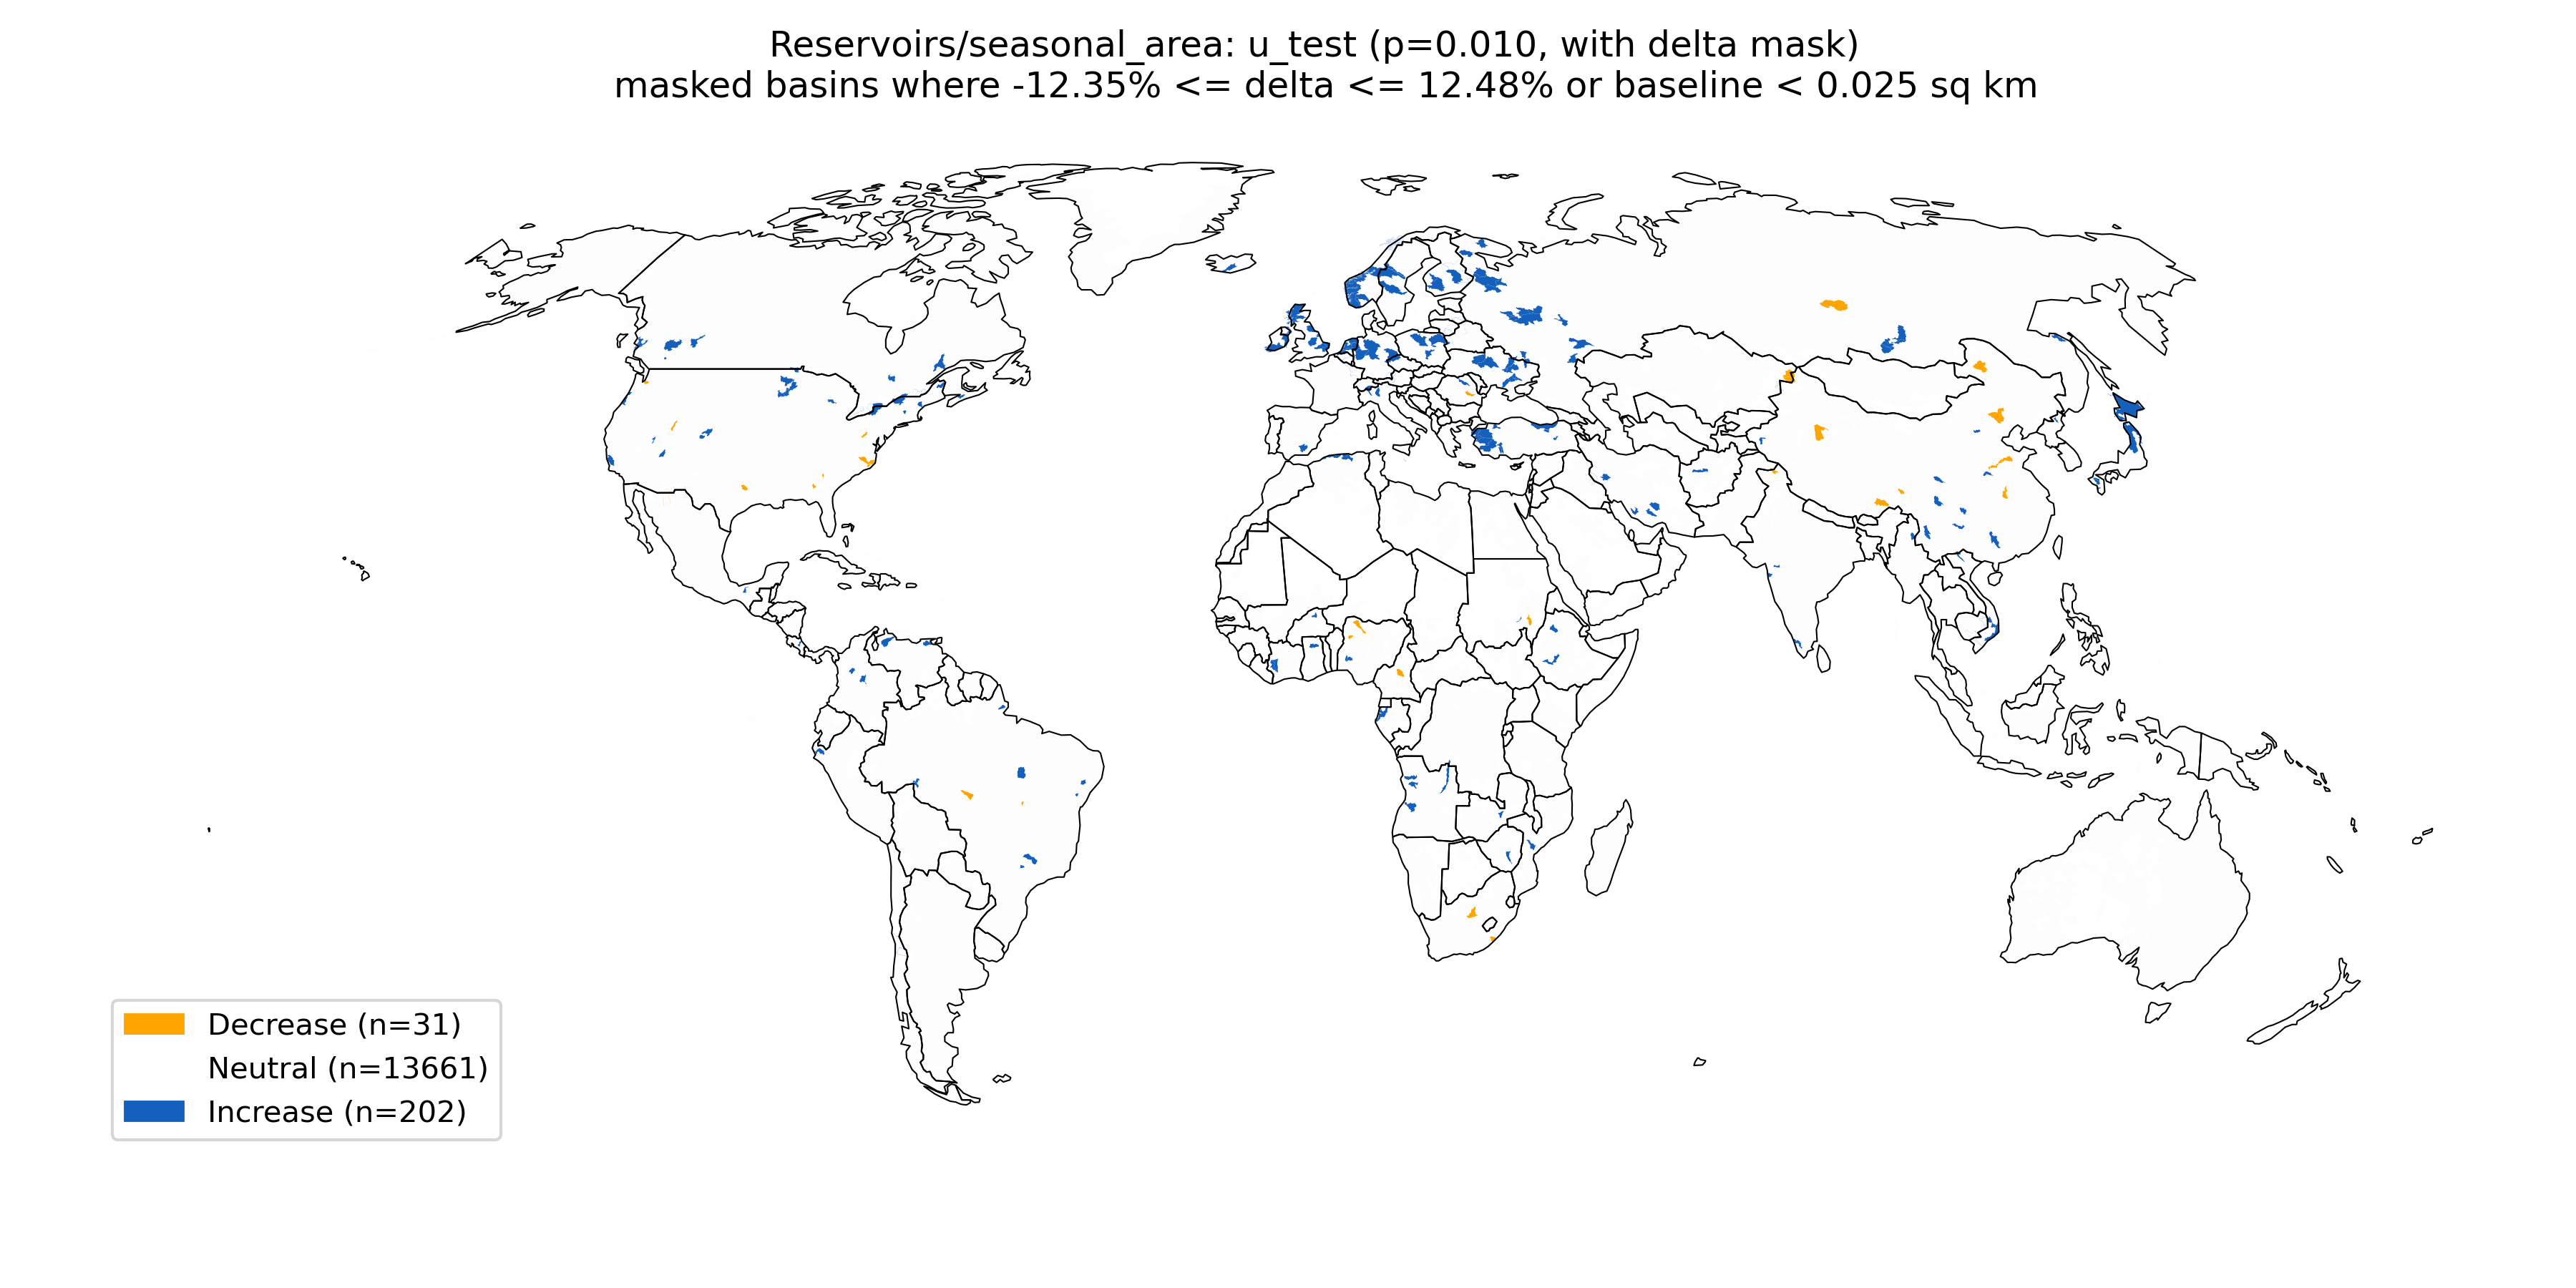 Reservoirs/seasonal_area: u_test (p=0.010, with delta mask)
masked basins where -12.35% <= delta <= 12.48% or baseline < 0.025 sq km
Decrease (n=31)
Neutral (n=13661)
Increase (n=202)